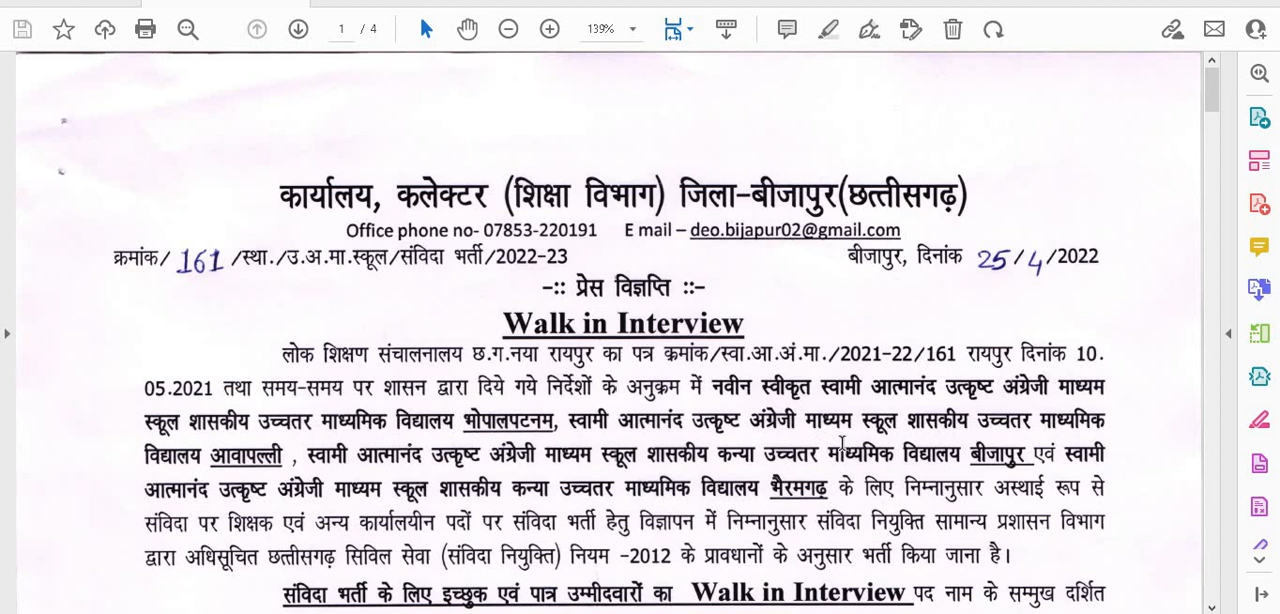 1 / 4
139%
कार्यालय, कलेक्टर (शिक्षा विभाग) जिला-बीजापुर(छत्तीसगढ़)
Office phone no- 07853-220191 E mail – deo.bijapur02@gmail.com
क्रमांक/ 161 /स्था./उ.अ.मा.स्कूल/संविदा भर्ती/2022-23 बीजापुर, दिनांक 25/4/2022
-:: प्रेस विज्ञप्ति ::-
Walk in Interview
लोक शिक्षण संचालनालय छ.ग.नया रायपुर का पत्र क्रमांक/स्वा.आ.अं.मा./2021-22/161 रायपुर दिनांक 10.
05.2021 तथा समय-समय पर शासन द्वारा दिये गये निर्देशों के अनुक्रम में नवीन स्वीकृत स्वामी आत्मानंद उत्कृष्ट अंग्रेजी माध्यम
स्कूल शासकीय उच्चतर माध्यमिक विद्यालय भोपालपटनम, स्वामी आत्मानंद उत्कृष्ट अंग्रेजी माध्यम स्कूल शासकीय उच्चतर माध्यमिक
विद्यालय आवापल्ली , स्वामी आत्मानंद उत्कृष्ट अंग्रेजी माध्यम स्कूल शासकीय कन्या उच्चतर माध्यमिक विद्यालय बीजापुर एवं स्वामी
आत्मानंद उत्कृष्ट अंग्रेजी माध्यम स्कूल शासकीय कन्या उच्चतर माध्यमिक विद्यालय भैरमगढ़ के लिए निम्नानुसार अस्थाई रूप से
संविदा पर शिक्षक एवं अन्य कार्यालयीन पदों पर संविदा भर्ती हेतु विज्ञापन में निम्नानुसार संविदा नियुक्ति सामान्य प्रशासन विभाग
द्वारा अधिसूचित छत्तीसगढ़ सिविल सेवा (संविदा नियुक्ति) नियम -2012 के प्रावधानों के अनुसार भर्ती किया जाना है।
संविदा भर्ती के लिए इच्छुक एवं पात्र उम्मीदवारों का Walk in Interview पद नाम के सम्मुख दर्शित